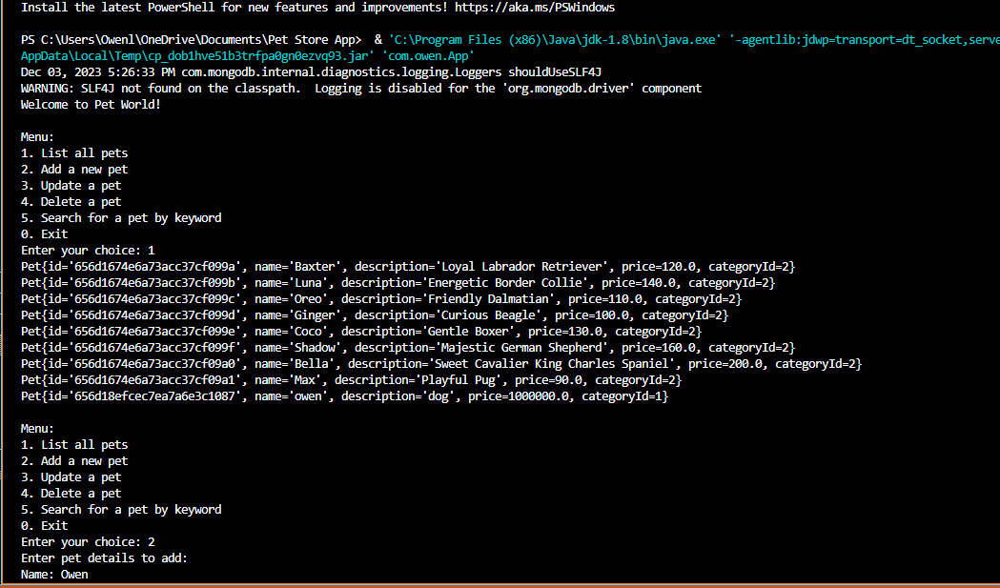 Install the latest PowerShell for new features and improvements! https://aka.ms/PSWindows
PS C:\Users\Owenl\OneDrive\Documents\Pet Store App>  & 'C:\Program Files (x86)\Java\jdk-1.8\bin\java.exe' '-agentlib:jdwp=transport=dt_socket,serve
AppData\Local\Temp\cp_dob1hve51b3trfpa0gn0ezvq93.jar' 'com.owen.App'
Dec 03, 2023 5:26:33 PM com.mongodb.internal.diagnostics.logging.Loggers shouldUseSLF4J
WARNING: SLF4J not found on the classpath.  Logging is disabled for the 'org.mongodb.driver' component
Welcome to Pet World!
Menu:
1. List all pets
2. Add a new pet
3. Update a pet
4. Delete a pet
5. Search for a pet by keyword
0. Exit
Enter your choice: 1
Pet{id='656d1674e6a73acc37cf099a', name='Baxter', description='Loyal Labrador Retriever', price=120.0, categoryId=2}
Pet{id='656d1674e6a73acc37cf099b', name='Luna', description='Energetic Border Collie', price=140.0, categoryId=2}
Pet{id='656d1674e6a73acc37cf099c', name='Oreo', description='Friendly Dalmatian', price=110.0, categoryId=2}
Pet{id='656d1674e6a73acc37cf099d', name='Ginger', description='Curious Beagle', price=100.0, categoryId=2}
Pet{id='656d1674e6a73acc37cf099e', name='Coco', description='Gentle Boxer', price=130.0, categoryId=2}
Pet{id='656d1674e6a73acc37cf099f', name='Shadow', description='Majestic German Shepherd', price=160.0, categoryId=2}
Pet{id='656d1674e6a73acc37cf09a0', name='Bella', description='Sweet Cavalier King Charles Spaniel', price=200.0, categoryId=2}
Pet{id='656d1674e6a73acc37cf09a1', name='Max', description='Playful Pug', price=90.0, categoryId=2}
Pet{id='656d18efcec7ea7a6e3c1087', name='owen', description='dog', price=1000000.0, categoryId=1}
Menu:
1. List all pets
2. Add a new pet
3. Update a pet
4. Delete a pet
5. Search for a pet by keyword
0. Exit
Enter your choice: 2
Enter pet details to add:
Name: Owen